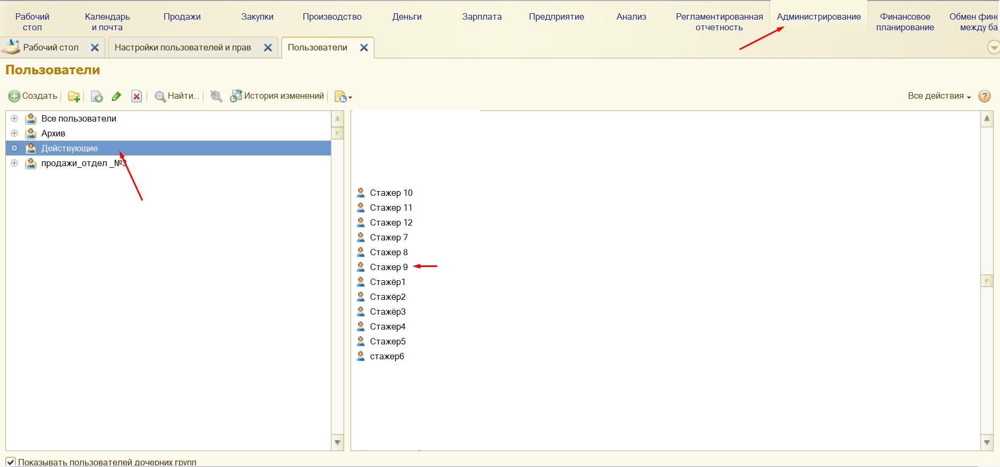 Рабочий стол
Календарь и почта
Продажи
Закупки
Производство
Деньги
Зарплата
Предприятие
Анализ
Регламентированная отчетность
Администрирование
Финансовое планирование
Обмен финс
между ба
Рабочий стол
Настройки пользователей и прав
Пользователи
Пользователи
Создать
Найти...
История изменений
Все действия
Все пользователи
Архив
Действующие
продажи_отдел _№3
Стажер 10
Стажер 11
Стажер 12
Стажер 7
Стажер 8
Стажер 9
Стажёр1
Стажёр2
Стажёр3
Стажер4
Стажер5
стажер6
Показывать пользователей дочерних групп